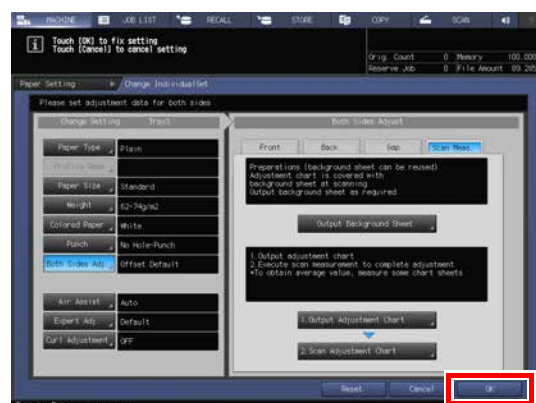 MACHINE JOB LIST RECALL STORE COPY SCAN
Touch [OK] to fix setting
Touch [Cancel] to cancel setting
Orig. Count 0 Memory 100.000
Reserve Job 0 File Amount 89.205
Paper Setting Change IndividualSet
Please set adjustment data for both sides
Change Setting Tray3
Both Sides Adjust
Paper Type Plain
Paper Size Standard
Weight 62-74g/m2
Colored Paper White
Punch No Hole-Punch
Both Sides Adj. Offset Default
Air Assist Auto
Expert Adj. Default
Curl Adjustment OFF
Front Back Gap Scan Meas.
Preparations (background sheet can be reused)
Adjustment chart is covered with
background sheet at scanning
Output background sheet as required
Output Background Sheet
1.Output adjustment chart
2.Execute scan measurement to complete adjustment
*To obtain average value, measure some chart sheets
1.Output Adjustment Chart
2.Scan Adjustment Chart
Reset Cancel OK